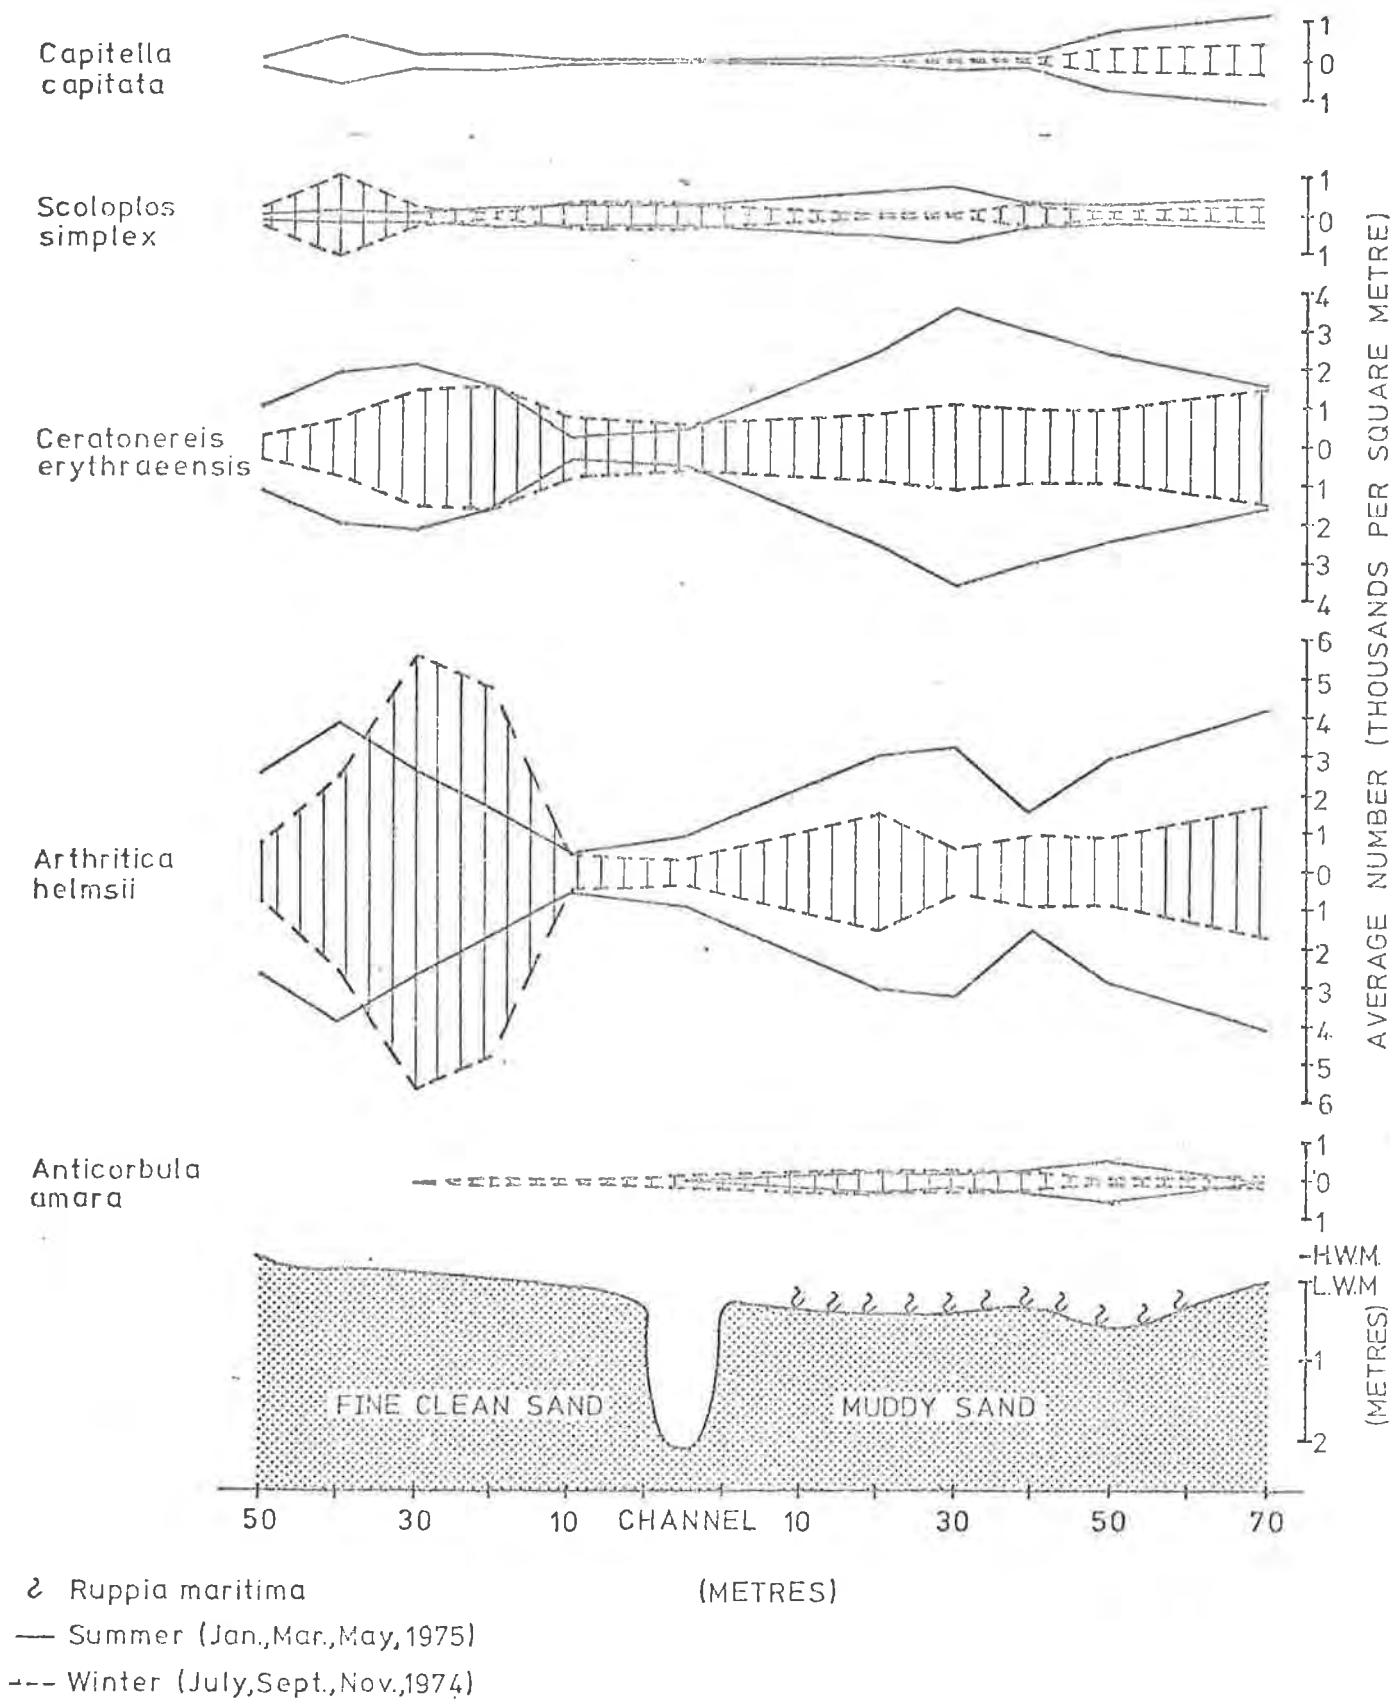 Capitella
capitata
1
0
1
Scoloplos
simplex
1
0
1
4
3
2
1
0
1
2
3
4
Ceratonereis
erythraeensis
6
5
4
3
2
1
0
1
2
3
4
5
6
Arthritica
helmsii
AVERAGE NUMBER (THOUSANDS PER SQUARE METRE)
Anticorbula
amara
1
0
1
H.W.M.
L.W.M
1
2
(METRES)
FINE CLEAN SAND
MUDDY SAND
50 30 10 CHANNEL 10 30 50 70
(METRES)
Ruppia maritima
Summer (Jan.,Mar.,May,1975)
Winter (July,Sept.,Nov.,1974)